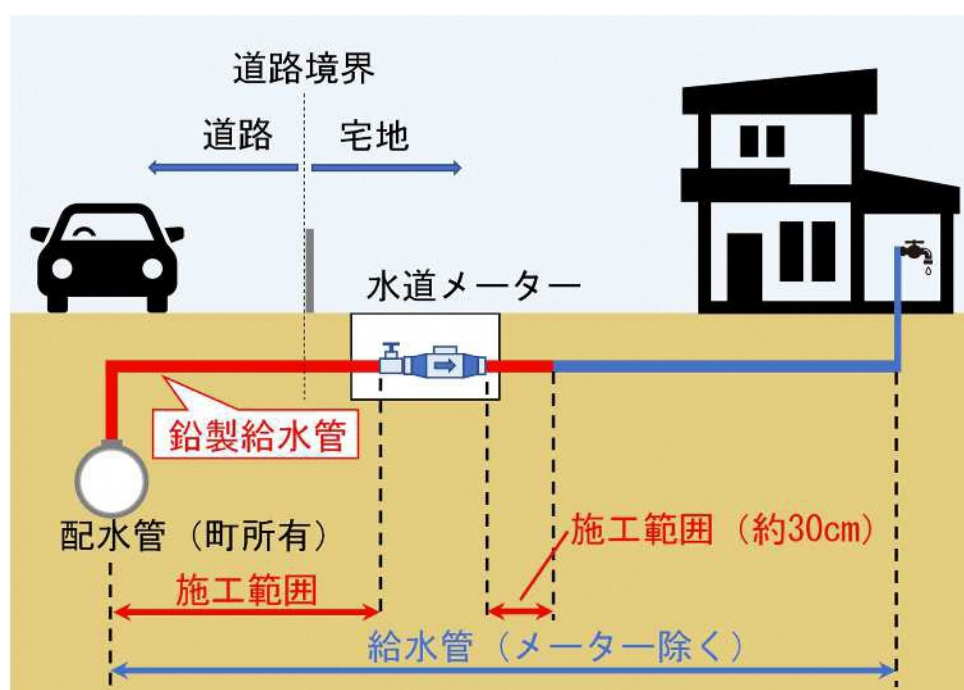 道路境界
道路
宅地
水道メーター
鉛製給水管
配水管（町所有）
施工範囲（約30cm）
施工範囲
給水管（メーター除く）